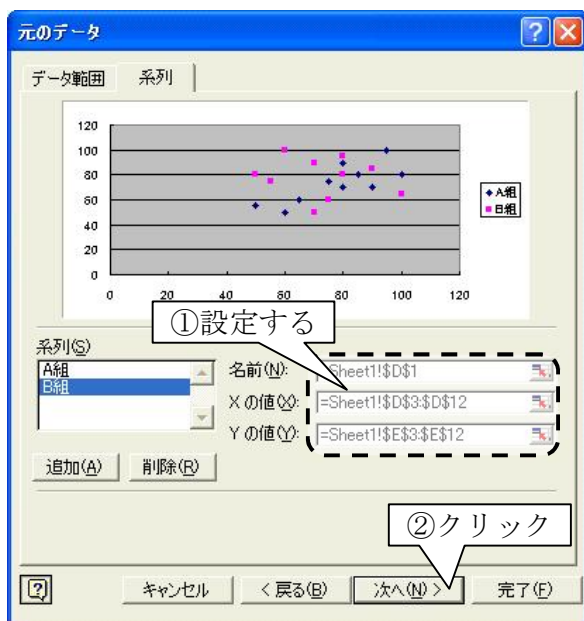 元のデータ
データ範囲 系列
120
100
80
60
40
20
0
0 20 40 60 80 100 120
A組
B組
①設定する
系列(S)
A組
B組
名前(N): =Sheet1!$D$1
Xの値(X): =Sheet1!$D$3:$D$12
Yの値(Y): =Sheet1!$E$3:$E$12
追加(A) 削除(R)
②クリック
キャンセル < 戻る(B) 次へ(N) > 完了(F)